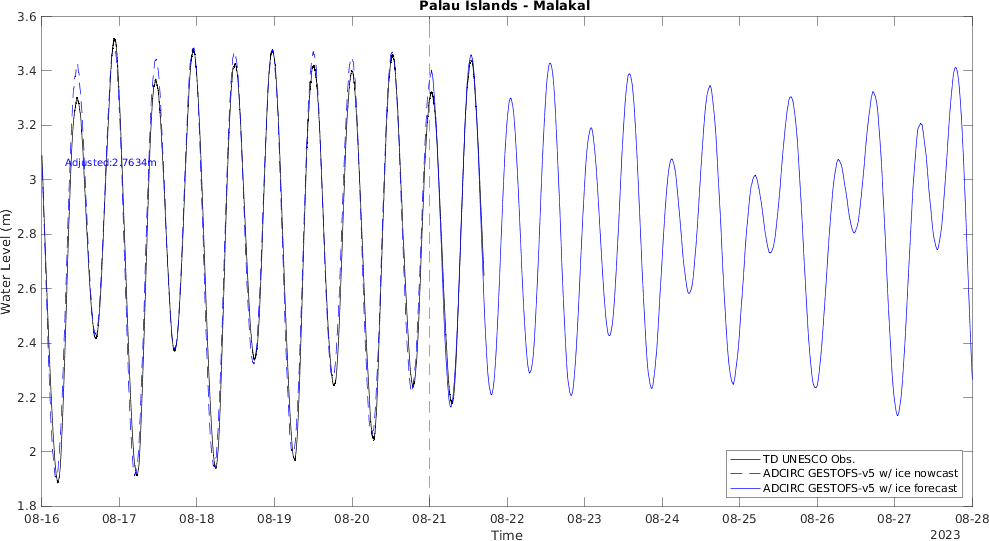 Palau Islands - Malakal
3.6
3.4
3.2
3
2.8
2.6
2.4
2.2
2
1.8
Water Level (m)
Adjusted:2.7634m
TD UNESCO Obs.
ADCIRC GESTOFS-v5 w/ ice nowcast
ADCIRC GESTOFS-v5 w/ ice forecast
08-16 08-17 08-18 08-19 08-20 08-21 08-22 08-23 08-24 08-25 08-26 08-27 08-28
Time
2023